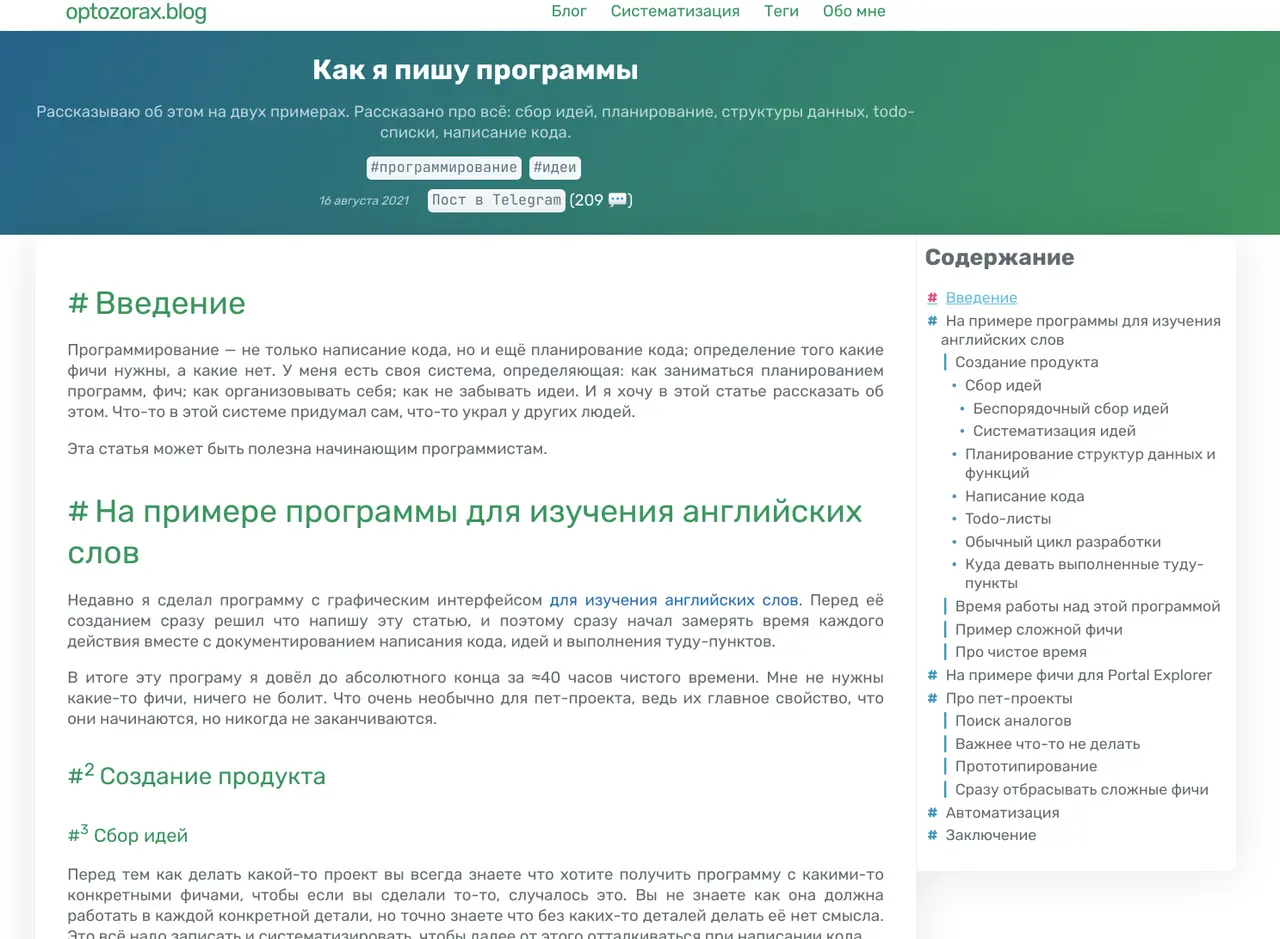 optozorax.blog
Блог Систематизация Теги Обо мне
Как я пишу программы
Рассказываю об этом на двух примерах. Рассказано про всё: сбор идей, планирование, структуры данных, todo-
списки, написание кода.
#программирование #идеи
16 августа 2021 Пост в Telegram (209 💬)
# Введение
Программирование — не только написание кода, но и ещё планирование кода; определение того какие
фичи нужны, а какие нет. У меня есть своя система, определяющая: как заниматься планированием
программ, фич; как организовывать себя; как не забывать идеи. И я хочу в этой статье рассказать об
этом. Что-то в этой системе придумал сам, что-то украл у других людей.
Эта статья может быть полезна начинающим программистам.
# На примере программы для изучения английских
слов
Недавно я сделал программу с графическим интерфейсом для изучения английских слов. Перед её
созданием сразу решил что напишу эту статью, и поэтому сразу начал замерять время каждого
действия вместе с документированием написания кода, идей и выполнения туду-пунктов.
В итоге эту програму я довёл до абсолютного конца за ≈40 часов чистого времени. Мне не нужны
какие-то фичи, ничего не болит. Что очень необычно для пет-проекта, ведь их главное свойство, что
они начинаются, но никогда не заканчиваются.
#2 Создание продукта
#3 Сбор идей
Перед тем как делать какой-то проект вы всегда знаете что хотите получить программу с какими-то
конкретными фичами, чтобы если вы сделали то-то, случалось это. Вы не знаете как она должна
работать в каждой конкретной детали, но точно знаете что без каких-то деталей делать её нет смысла.
Это всё надо записать и систематизировать, чтобы далее от этого отталкиваться при написании кода.
Содержание
# Введение
# На примере программы для изучения
английских слов
Создание продукта
• Сбор идей
• Беспорядочный сбор идей
• Систематизация идей
• Планирование структур данных и
функций
• Написание кода
• Todo-листы
• Обычный цикл разработки
• Куда девать выполненные туду-
пункты
Время работы над этой программой
Пример сложной фичи
Про чистое время
# На примере фичи для Portal Explorer
# Про пет-проекты
Поиск аналогов
Важнее что-то не делать
Прототипирование
Сразу отбрасывать сложные фичи
# Автоматизация
# Заключение